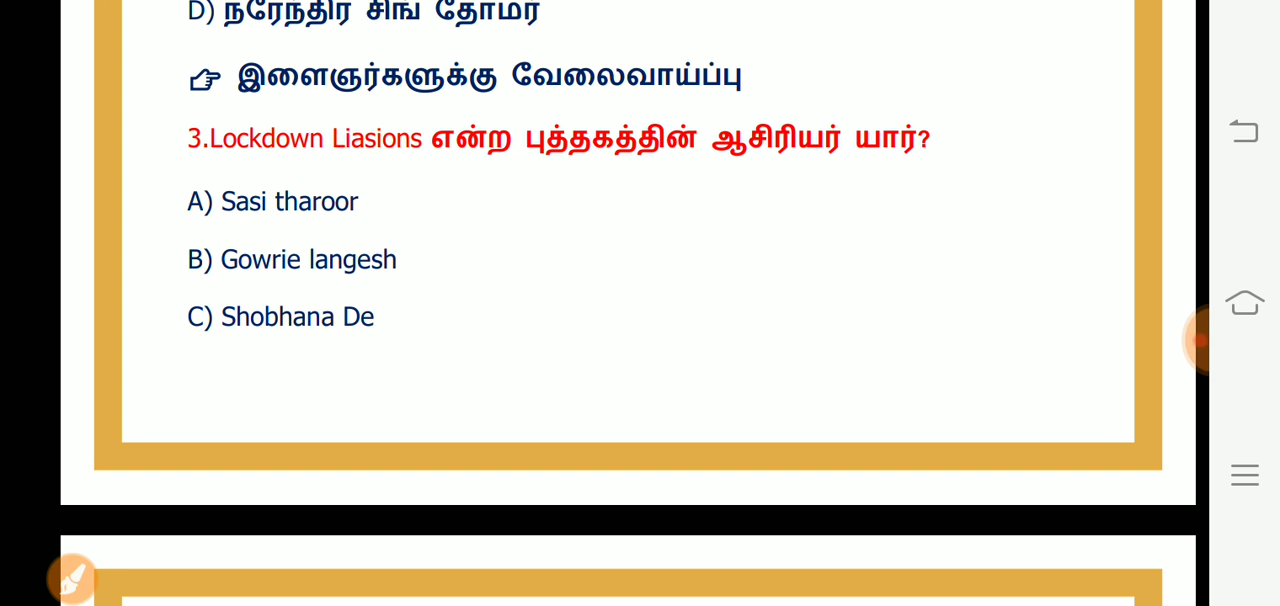 D) நரேந்திர சிங் தோமர்
👉 இளைஞர்களுக்கு வேலைவாய்ப்பு
3.Lockdown Liasions என்ற புத்தகத்தின் ஆசிரியர் யார்?
A) Sasi tharoor
B) Gowrie langesh
C) Shobhana De